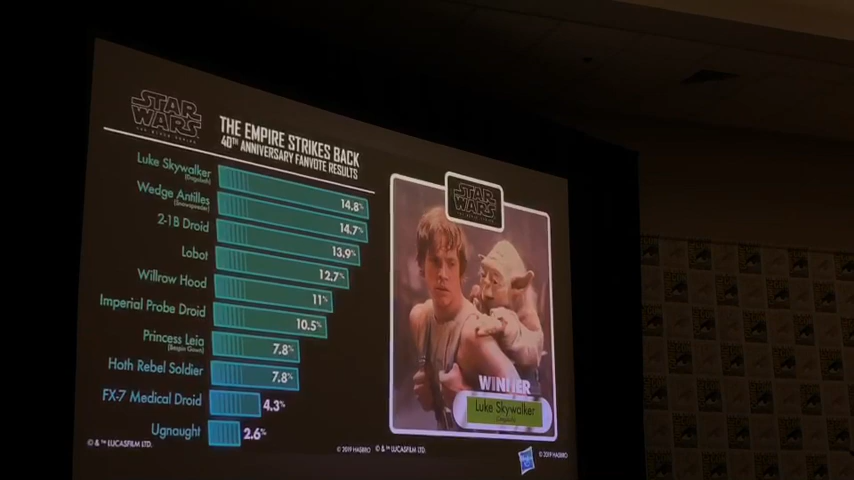 STAR
WARS
THE BLACK SERIES
THE EMPIRE STRIKES BACK
40TH ANNIVERSARY FANVOTE RESULTS
Luke Skywalker
(Dagobah)
14.8%
Wedge Antilles
(Snowspeeder)
14.7%
2-1B Droid
13.9%
Lobot
12.7%
Willrow Hood
11%
Imperial Probe Droid
10.5%
Princess Leia
(Bespin Gown)
7.8%
Hoth Rebel Soldier
7.8%
FX-7 Medical Droid
4.3%
Ugnaught
2.6%
© & ™ LUCASFILM LTD.
© 2019 HASBRO
STAR
WARS
WINNER
Luke Skywalker
(Dagobah)
© & ™ LUCASFILM LTD.
© 2019 HASBRO